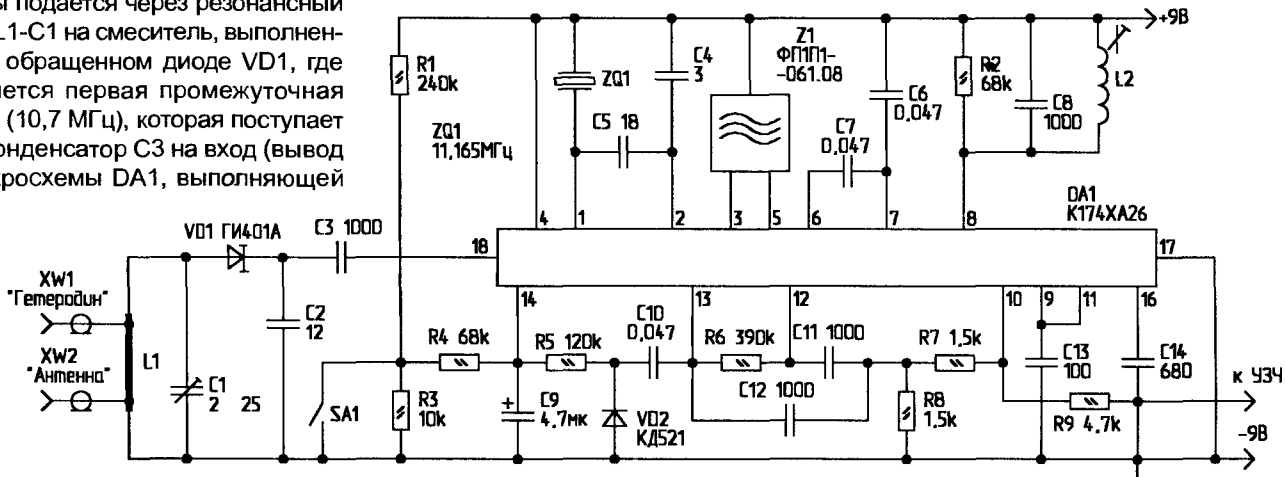 ы подается через резонансный
L1-C1 на смеситель, выполнен-
обращенном диоде VD1, где
ется первая промежуточная
(10,7 МГц), которая поступает
онденсатор С3 на вход (вывод
кросхемы DA1, выполняющей
+9В
R1
240k
ZQ1
C4
3
Z1
ФП1П1-
-061.08
R2
68k
L2
C6
0,047
C8
1000
C5 18
C7
0,047
ZQ1
11,165МГц
DA1
К174ХА26
4
1
2
3
5
6
7
8
VD1 ГИ401А
C3 1000
18
17
XW1
"Гетеродин"
14
13
12
10
9
11
16
C2
12
R4 68k
R5 120k
C10
0,047
R6 390k
C11 1000
R7 1,5k
XW2
"Антенна"
L1
C13
100
C14
680
C1
2 25
SA1
R3
10k
+
C9
4,7мк
VD2
КД521
C12 1000
R8
1,5k
R9 4,7k
к УЗЧ
-9В